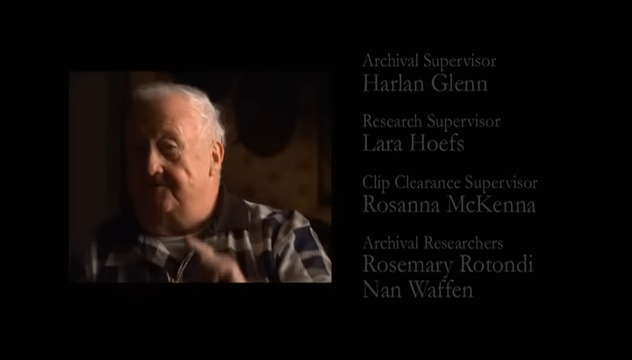 Archival Supervisor
Harlan Glenn
Research Supervisor
Lara Hoefs
Clip Clearance Supervisor
Rosanna McKenna
Archival Researchers
Rosemary Rotondi
Nan Waffen